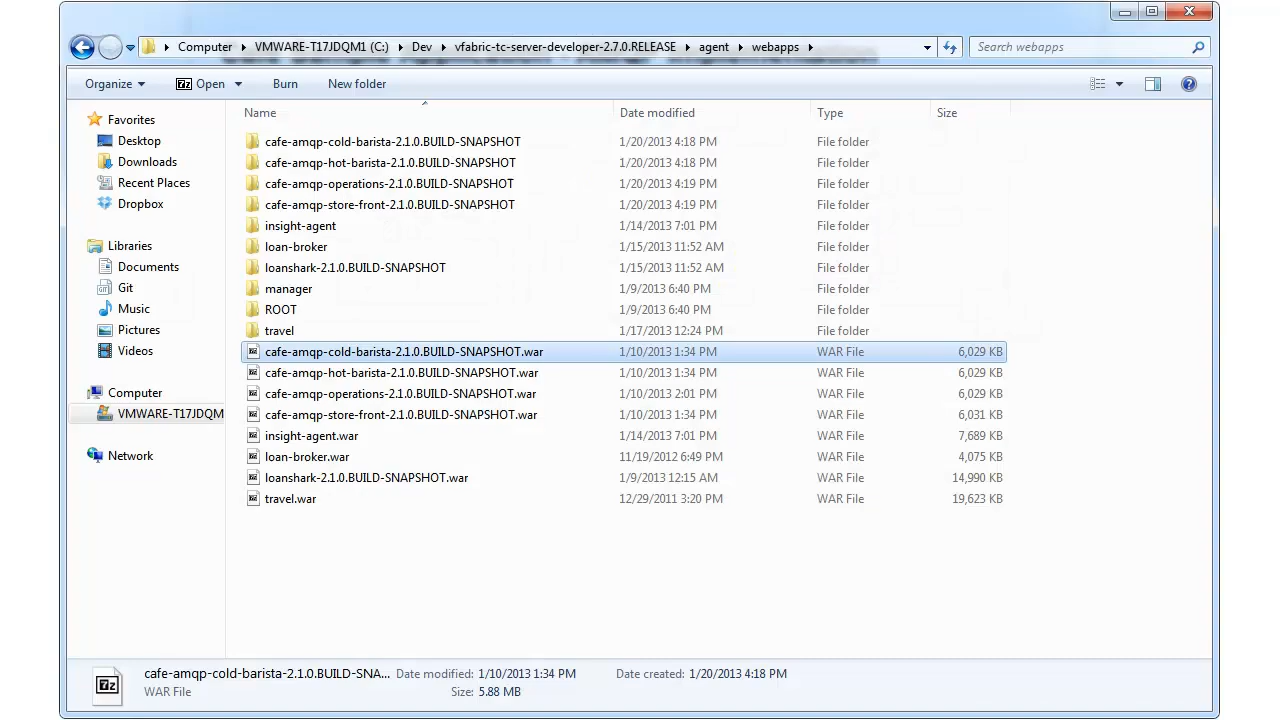 Computer VMWARE-T17JDQM1 (C:) Dev vfabric-tc-server-developer-2.7.0.RELEASE agent webapps Search webapps
Organize Open Burn New folder
Name Date modified Type Size
Favorites
Desktop
Downloads
Recent Places
Dropbox
Libraries
Documents
Git
Music
Pictures
Videos
Computer
VMWARE-T17JDQM
Network
cafe-amqp-cold-barista-2.1.0.BUILD-SNAPSHOT 1/20/2013 4:18 PM File folder
cafe-amqp-hot-barista-2.1.0.BUILD-SNAPSHOT 1/20/2013 4:18 PM File folder
cafe-amqp-operations-2.1.0.BUILD-SNAPSHOT 1/20/2013 4:19 PM File folder
cafe-amqp-store-front-2.1.0.BUILD-SNAPSHOT 1/20/2013 4:19 PM File folder
insight-agent 1/14/2013 7:01 PM File folder
loan-broker 1/15/2013 11:52 AM File folder
loanshark-2.1.0.BUILD-SNAPSHOT 1/15/2013 11:52 AM File folder
manager 1/9/2013 6:40 PM File folder
ROOT 1/9/2013 6:40 PM File folder
travel 1/17/2013 12:24 PM File folder
cafe-amqp-cold-barista-2.1.0.BUILD-SNAPSHOT.war 1/10/2013 1:34 PM WAR File 6,029 KB
cafe-amqp-hot-barista-2.1.0.BUILD-SNAPSHOT.war 1/10/2013 1:34 PM WAR File 6,029 KB
cafe-amqp-operations-2.1.0.BUILD-SNAPSHOT.war 1/10/2013 2:01 PM WAR File 6,029 KB
cafe-amqp-store-front-2.1.0.BUILD-SNAPSHOT.war 1/10/2013 1:34 PM WAR File 6,031 KB
insight-agent.war 1/14/2013 7:01 PM WAR File 7,689 KB
loan-broker.war 11/19/2012 6:49 PM WAR File 4,075 KB
loanshark-2.1.0.BUILD-SNAPSHOT.war 1/9/2013 12:15 AM WAR File 14,990 KB
travel.war 12/29/2011 3:20 PM WAR File 19,623 KB
cafe-amqp-cold-barista-2.1.0.BUILD-SNA... Date modified: 1/10/2013 1:34 PM Date created: 1/20/2013 4:18 PM
WAR File Size: 5.88 MB